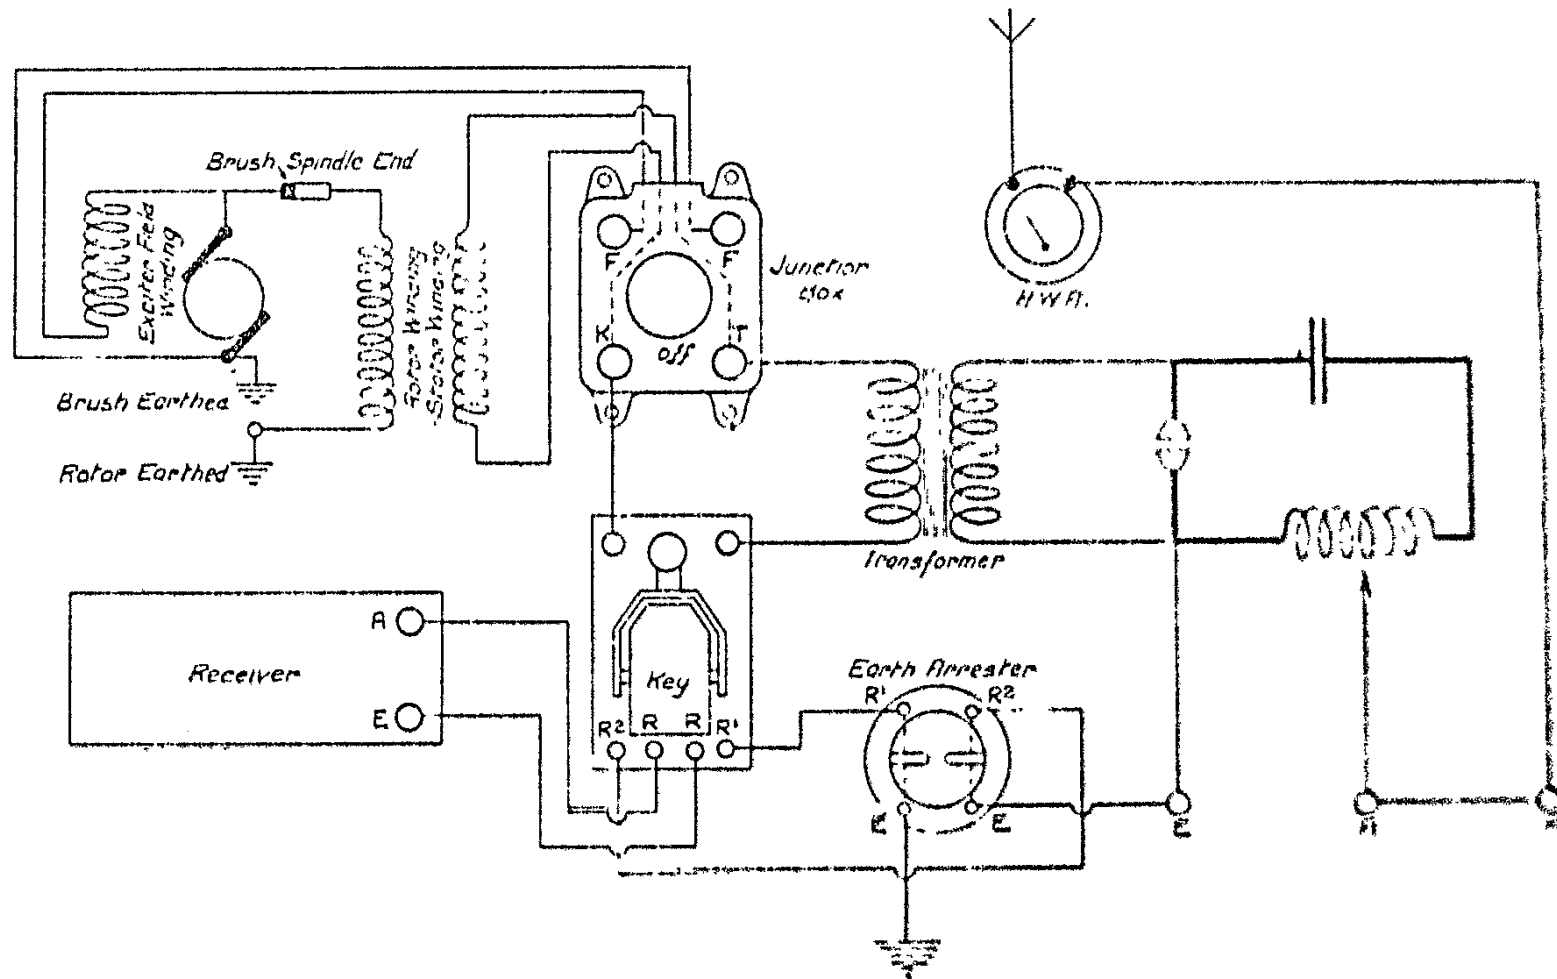 Brush Spindle End
Exciter Field
Winding
Rotor Winding
Stator Winding
F
F
Junction
Box
K
T
off
H.W.A.
Brush Earthed
Rotor Earthed
Transformer
A
Receiver
E
Key
R²
R
R
R¹
Earth Arrester
R¹
R²
E
E
E
A